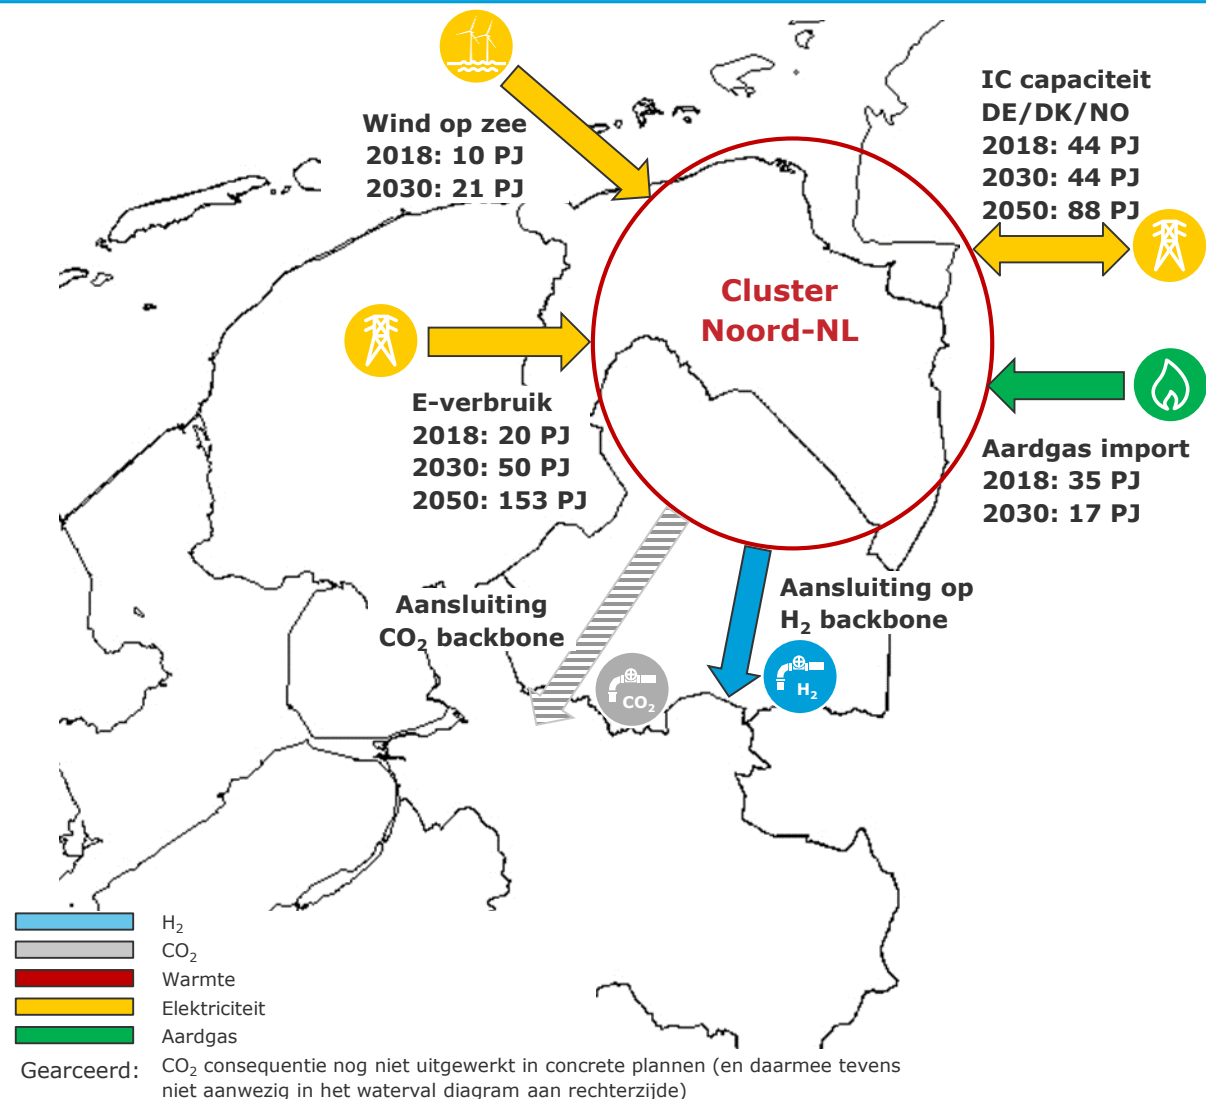 Wind op zee
2018: 10 PJ
2030: 21 PJ
IC capaciteit
DE/DK/NO
2018: 44 PJ
2030: 44 PJ
2050: 88 PJ
Cluster
Noord-NL
E-verbruik
2018: 20 PJ
2030: 50 PJ
2050: 153 PJ
Aardgas import
2018: 35 PJ
2030: 17 PJ
Aansluiting
CO₂ backbone
CO₂
Aansluiting op
H₂ backbone
H₂
H₂
CO₂
Warmte
Elektriciteit
Aardgas
Gearceerd: CO₂ consequentie nog niet uitgewerkt in concrete plannen (en daarmee tevens
niet aanwezig in het waterval diagram aan rechterzijde)